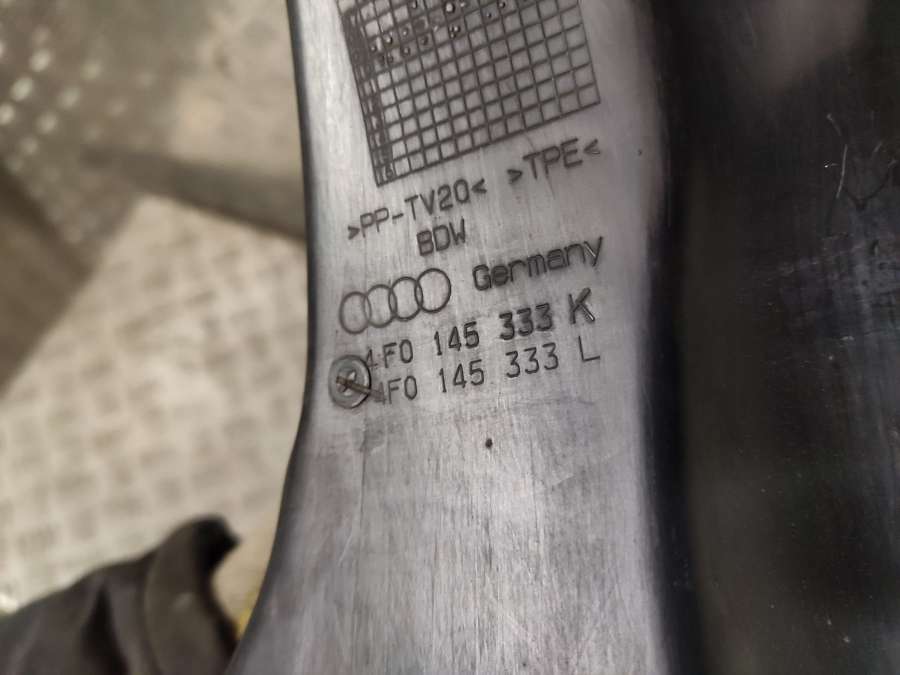 >PP-TV20< >TPE<
BDW
Germany
4F0 145 333 K
4F0 145 333 L